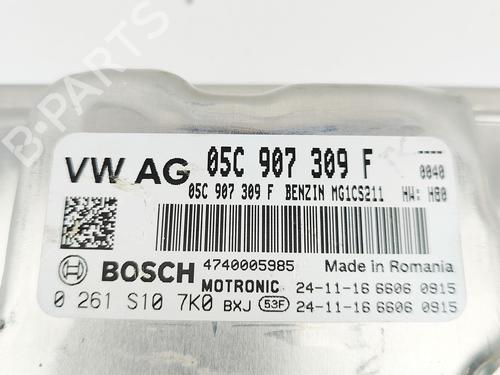 VW AG 05C 907 309 F ----
0040
05C 907 309 F BENZIN MG1CS211 HW: H80
BOSCH 4740005985 Made in Romania
MOTRONIC 24-11-16 6606 0915
0 261 S10 7K0 BXJ 53F 24-11-16 6606 0915
B-PARTS